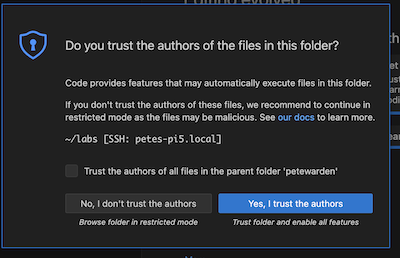 Editing evolved
Do you trust the authors of the files in this folder?
Code provides features that may automatically execute files in this folder.
If you don't trust the authors of these files, we recommend to continue in
restricted mode as the files may be malicious. See our docs to learn more.
~/labs [SSH: petes-pi5.local]
Trust the authors of all files in the parent folder 'petewarden'
No, I don't trust the authors
Yes, I trust the authors
Browse folder in restricted mode
Trust folder and enable all features